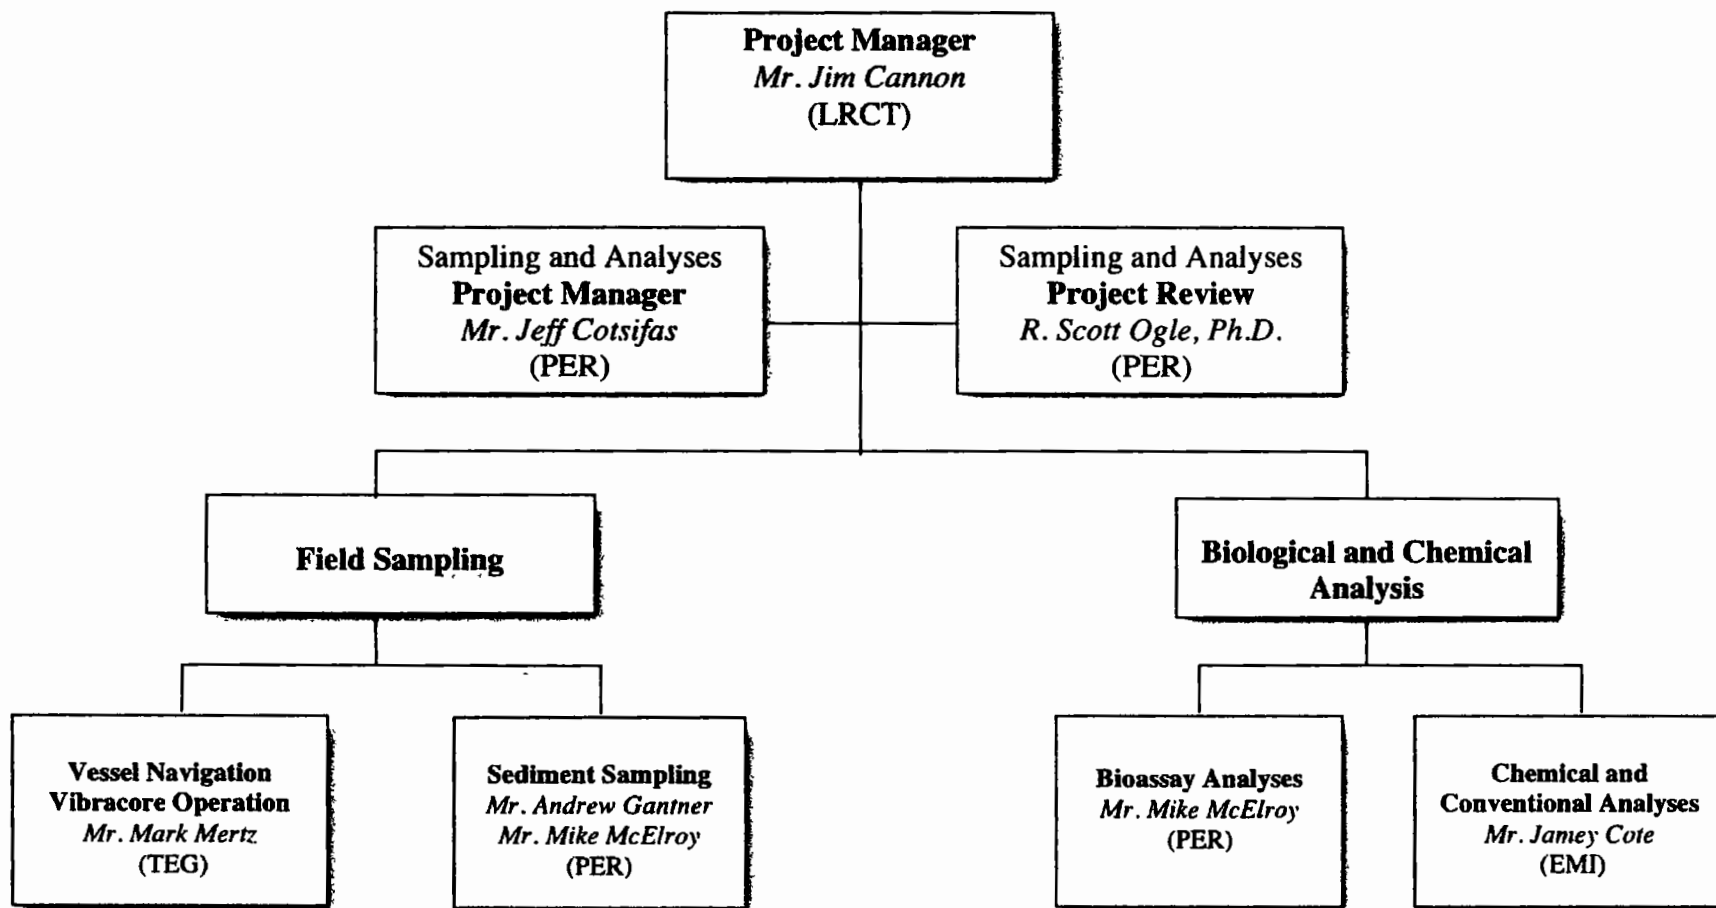 Project Manager
Mr. Jim Cannon
(LRCT)
Sampling and Analyses
Project Manager
Mr. Jeff Cotsifas
(PER)
Sampling and Analyses
Project Review
R. Scott Ogle, Ph.D.
(PER)
Field Sampling
Biological and Chemical
Analysis
Vessel Navigation
Vibracore Operation
Mr. Mark Mertz
(TEG)
Sediment Sampling
Mr. Andrew Gantner
Mr. Mike McElroy
(PER)
Bioassay Analyses
Mr. Mike McElroy
(PER)
Chemical and
Conventional Analyses
Mr. Jamey Cote
(EMI)